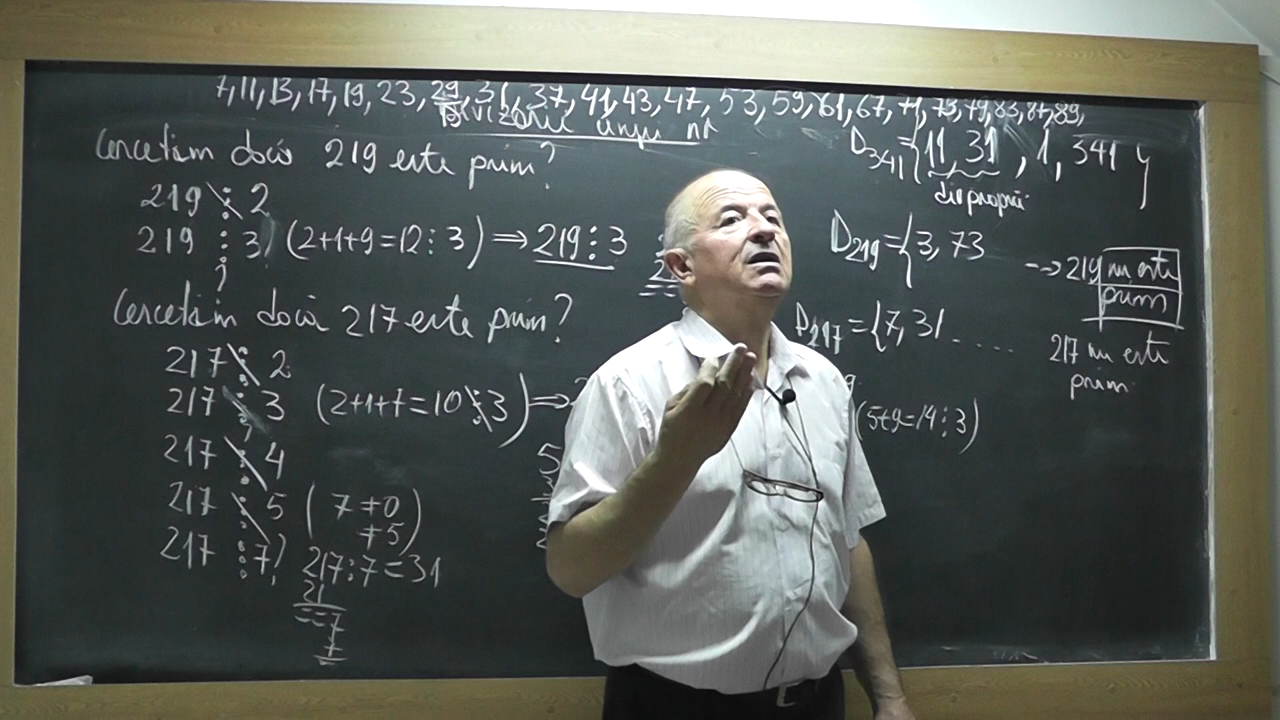 7, 11, 13, 17, 19, 23, 29, 31, 37, 41, 43, 47, 53, 59, 61, 67, 71, 73, 79, 83, 87, 89,
Divizorii unui nr
Cercetăm dacă 219 este prim?
219 ⋮̸ 2
219 ⋮ 3, (2+1+9=12⋮3) ⇒ 219⋮3
Cercetăm dacă 217 este prim?
217 ⋮̸ 2
217 ⋮̸ 3 (2+1+7=10⋮̸3) ⇒
217 ⋮̸ 4
217 ⋮̸ 5 (7≠0
≠5)
217 ⋮ 7, 217:7=31
21
7
7
D341={11, 31, 1, 341}
div proprii
D219={3, 73
→ 219 nu este
prim
D217={7, 31 .....
217 nu este
prim
(5+9=14⋮3)